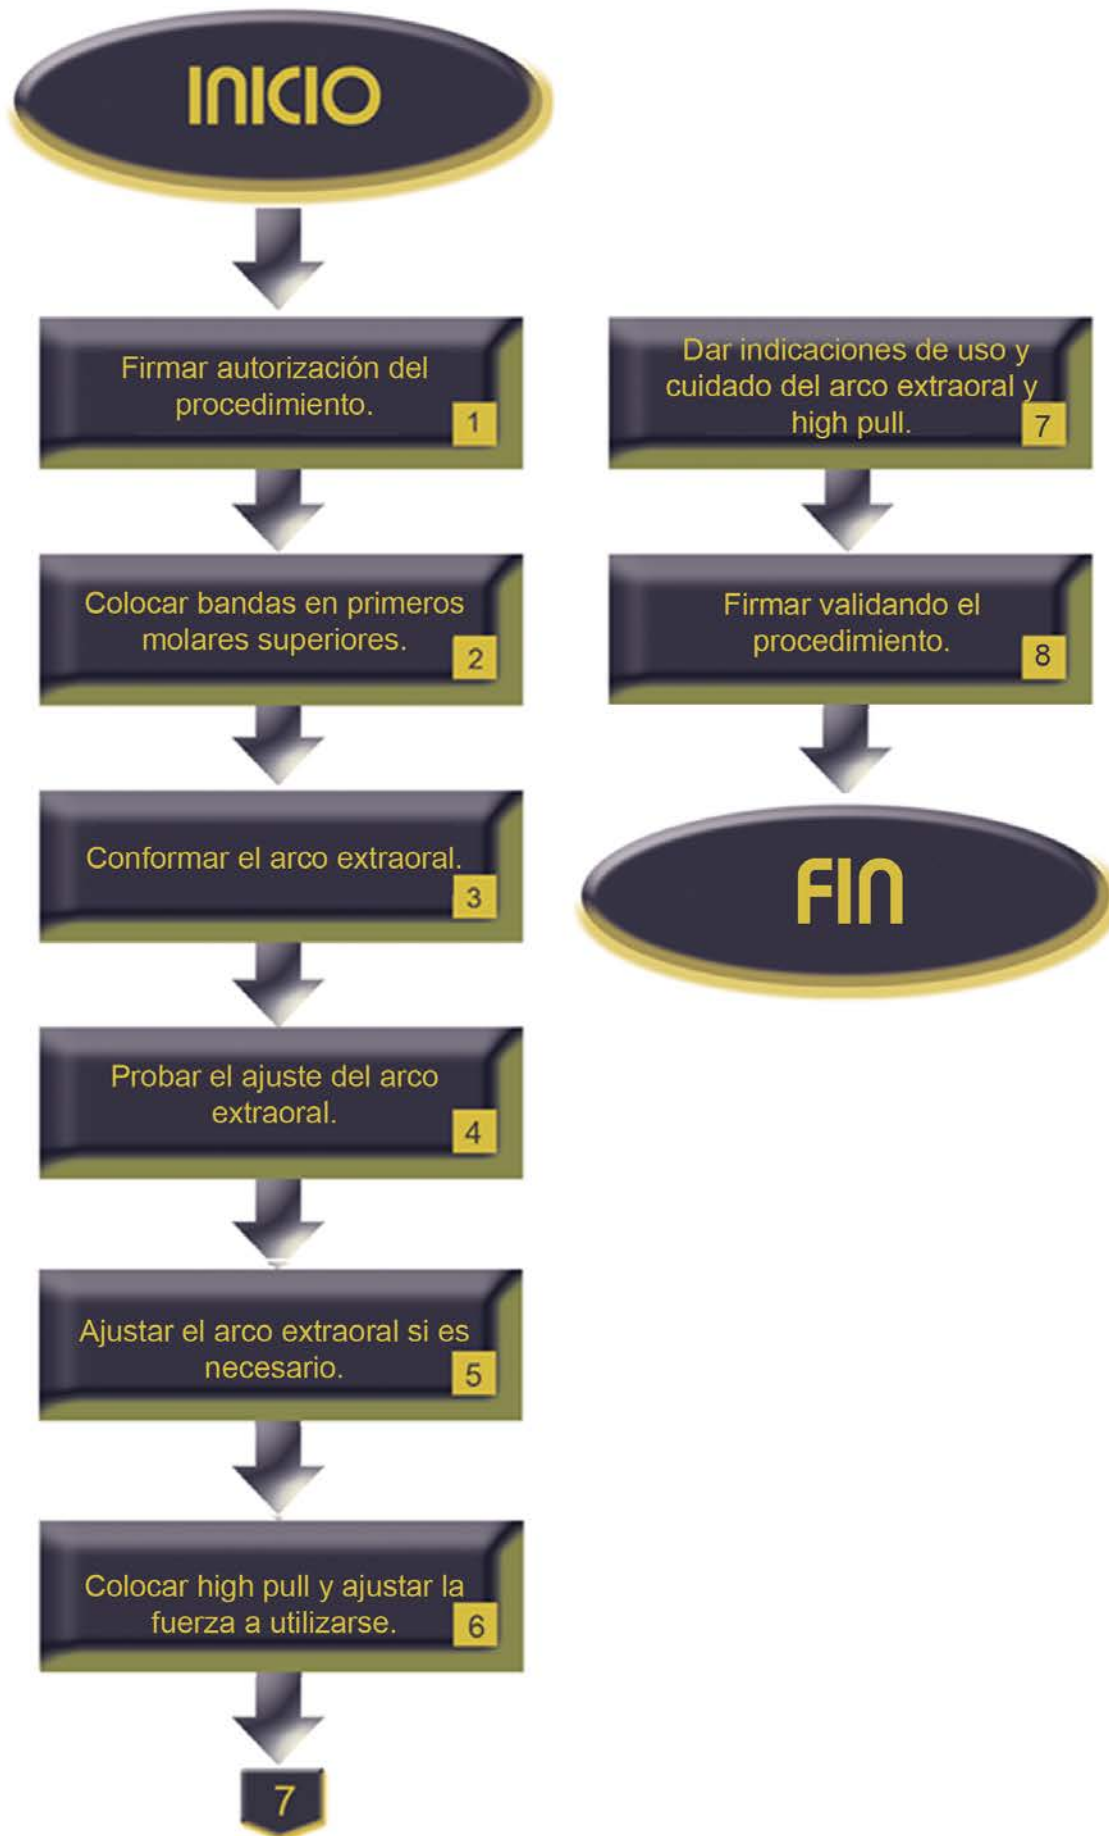 INICIO
Firmar autorización del
procedimiento.
1
Colocar bandas en primeros
molares superiores.
2
Conformar el arco extraoral.
3
Probar el ajuste del arco
extraoral.
4
Ajustar el arco extraoral si es
necesario.
5
Colocar high pull y ajustar la
fuerza a utilizarse.
6
7
Dar indicaciones de uso y
cuidado del arco extraoral y
high pull.
7
Firmar validando el
procedimiento.
8
FIN